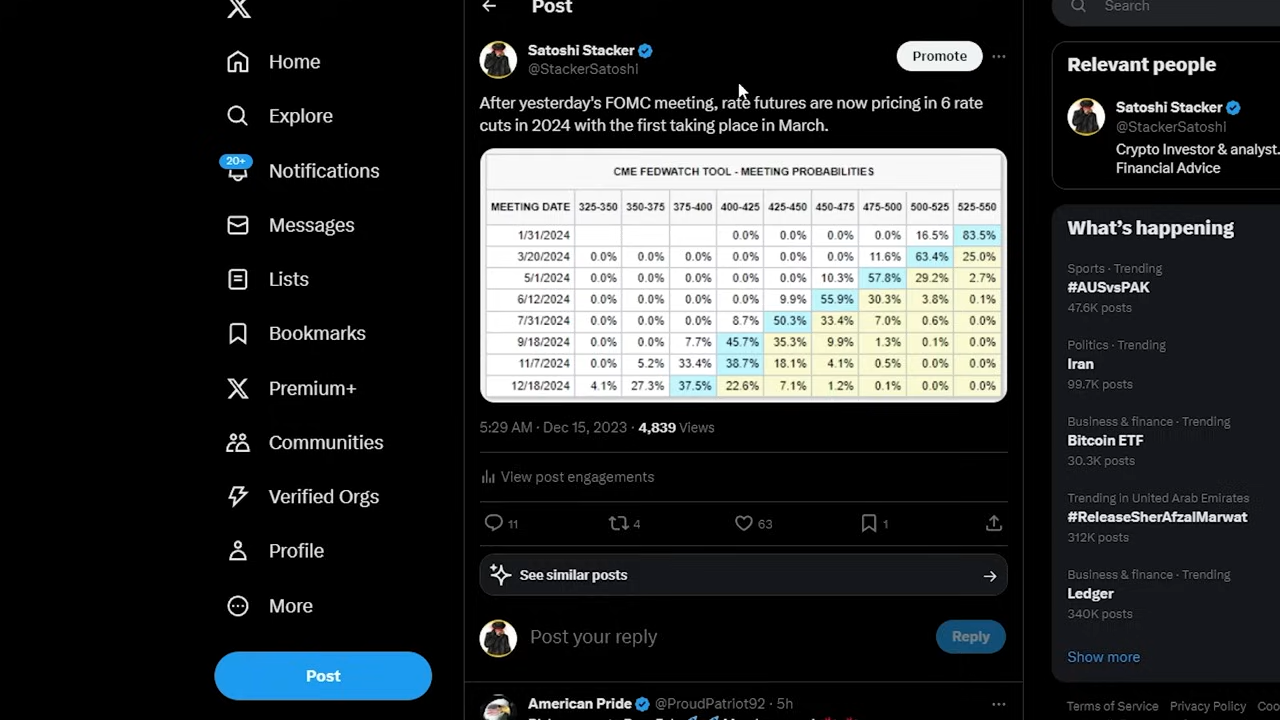 Home
Explore
20+
Notifications
Messages
Lists
Bookmarks
Premium+
Communities
Verified Orgs
Profile
More
Post
Post
Satoshi Stacker
@StackerSatoshi
Promote
After yesterday's FOMC meeting, rate futures are now pricing in 6 rate
cuts in 2024 with the first taking place in March.
CME FEDWATCH TOOL - MEETING PROBABILITIES
MEETING DATE 325-350 350-375 375-400 400-425 425-450 450-475 475-500 500-525 525-550
1/31/2024 0.0% 0.0% 0.0% 0.0% 16.5% 83.5%
3/20/2024 0.0% 0.0% 0.0% 0.0% 0.0% 0.0% 11.6% 63.4% 25.0%
5/1/2024 0.0% 0.0% 0.0% 0.0% 0.0% 10.3% 57.8% 29.2% 2.7%
6/12/2024 0.0% 0.0% 0.0% 0.0% 9.9% 55.9% 30.3% 3.8% 0.1%
7/31/2024 0.0% 0.0% 0.0% 8.7% 50.3% 33.4% 7.0% 0.6% 0.0%
9/18/2024 0.0% 0.0% 7.7% 45.7% 35.3% 9.9% 1.3% 0.1% 0.0%
11/7/2024 0.0% 5.2% 33.4% 38.7% 18.1% 4.1% 0.5% 0.0% 0.0%
12/18/2024 4.1% 27.3% 37.5% 22.6% 7.1% 1.2% 0.1% 0.0% 0.0%
5:29 AM · Dec 15, 2023 · 4,839 Views
View post engagements
11 4 63 1
See similar posts
Post your reply
Reply
American Pride @ProudPatriot92 · 5h
Search
Relevant people
Satoshi Stacker
@StackerSatoshi
Crypto Investor & analyst.
Financial Advice
What's happening
Sports · Trending
#AUSvsPAK
47.6K posts
Politics · Trending
Iran
99.7K posts
Business & finance · Trending
Bitcoin ETF
30.3K posts
Trending in United Arab Emirates
#ReleaseSherAfzalMarwat
312K posts
Business & finance · Trending
Ledger
340K posts
Show more
Terms of Service Privacy Policy